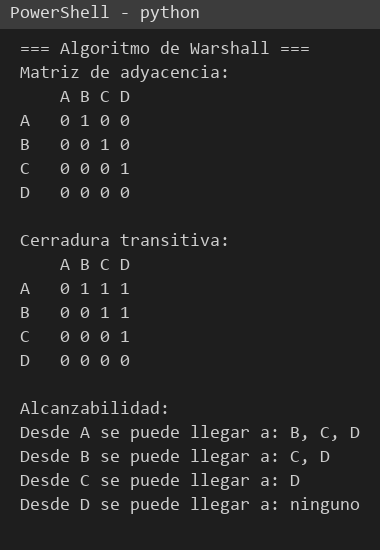 PowerShell - python
=== Algoritmo de Warshall ===
Matriz de adyacencia:
    A B C D
A   0 1 0 0
B   0 0 1 0
C   0 0 0 1
D   0 0 0 0

Cerradura transitiva:
    A B C D
A   0 1 1 1
B   0 0 1 1
C   0 0 0 1
D   0 0 0 0

Alcanzabilidad:
Desde A se puede llegar a: B, C, D
Desde B se puede llegar a: C, D
Desde C se puede llegar a: D
Desde D se puede llegar a: ninguno